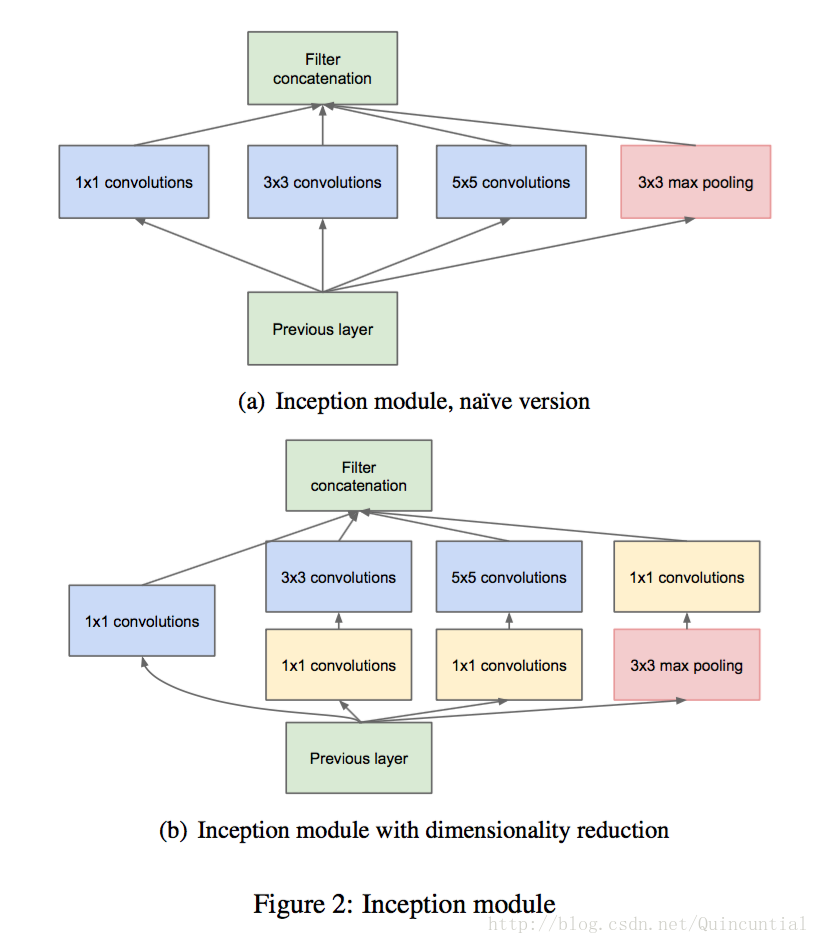 Filter
concatenation
1x1 convolutions
3x3 convolutions
5x5 convolutions
3x3 max pooling
Previous layer
(a) Inception module, naïve version
Filter
concatenation
3x3 convolutions
5x5 convolutions
1x1 convolutions
1x1 convolutions
1x1 convolutions
1x1 convolutions
3x3 max pooling
Previous layer
(b) Inception module with dimensionality reduction
Figure 2: Inception module
http://blog.csdn.net/Quincuntial